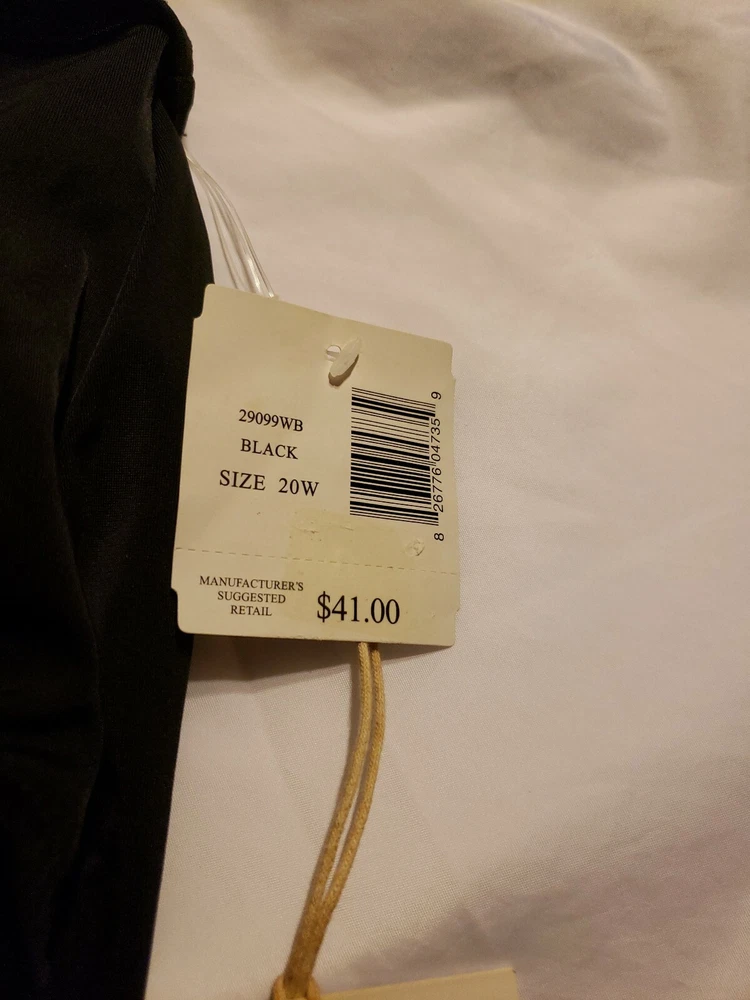 29099WB
BLACK
SIZE 20W
8 26776 04735 9
MANUFACTURER'S
SUGGESTED
RETAIL
$41.00